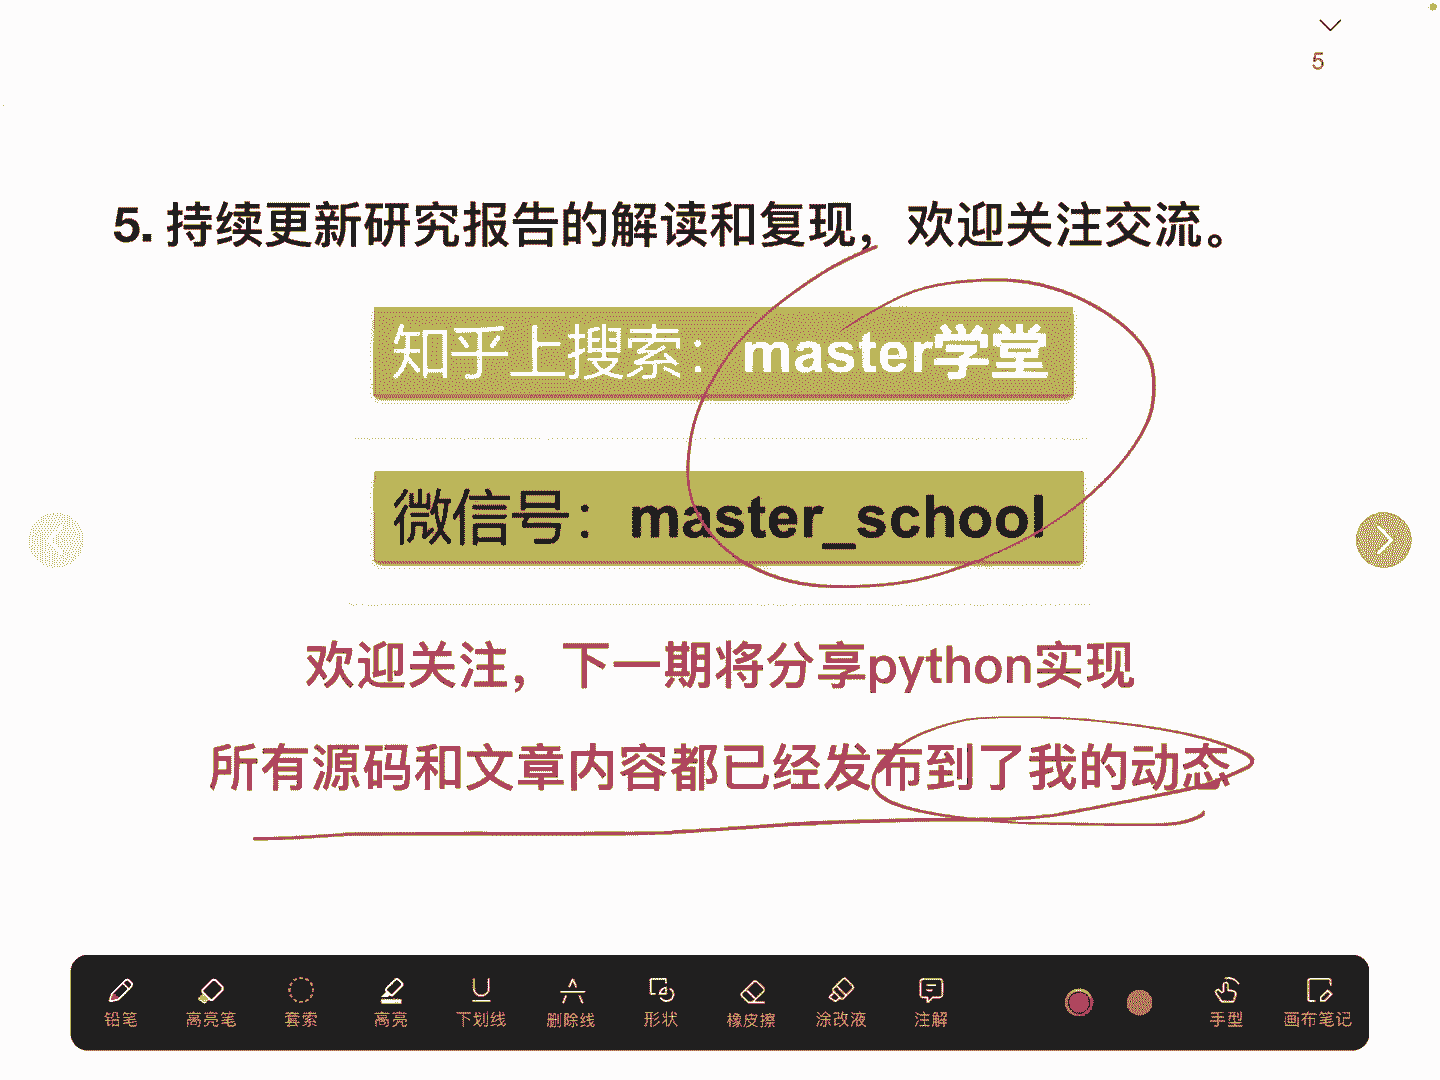 5
5. 持续更新研究报告的解读和复现，欢迎关注交流。
知乎上搜索：master学堂
微信号：master_school
欢迎关注，下一期将分享python实现
所有源码和文章内容都已经发布到了我的动态
铅笔 高亮笔 套索 高亮 下划线 删除线 形状 橡皮擦 涂改液 注解 手型 画布笔记